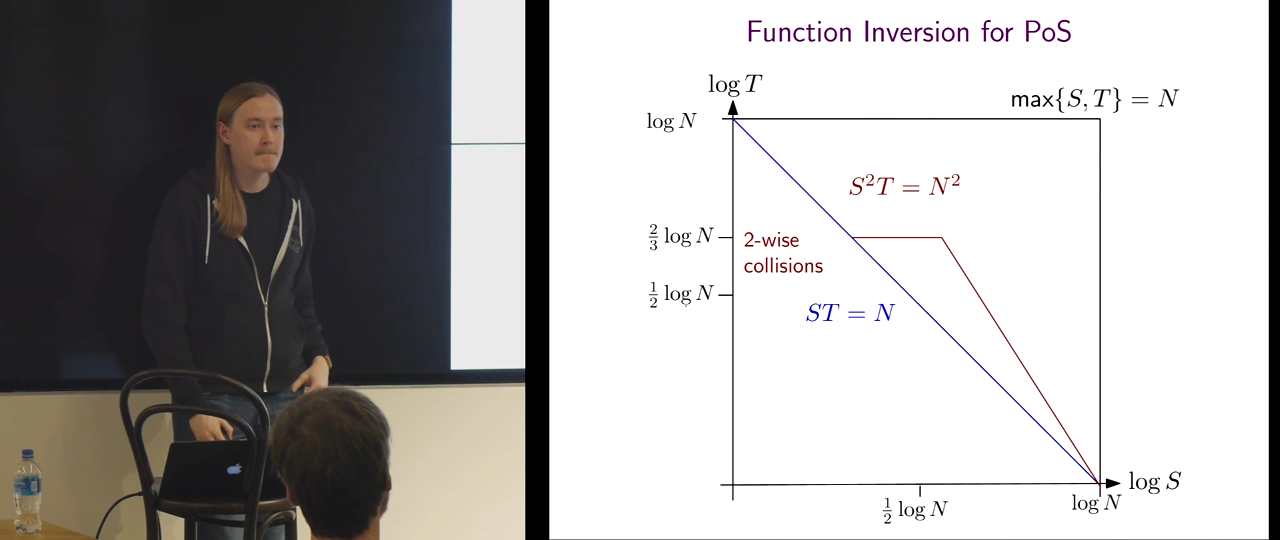 Function Inversion for PoS
log T
max{S, T} = N
log N
S²T = N²
2/3 log N
2-wise
collisions
1/2 log N
ST = N
log S
1/2 log N
log N